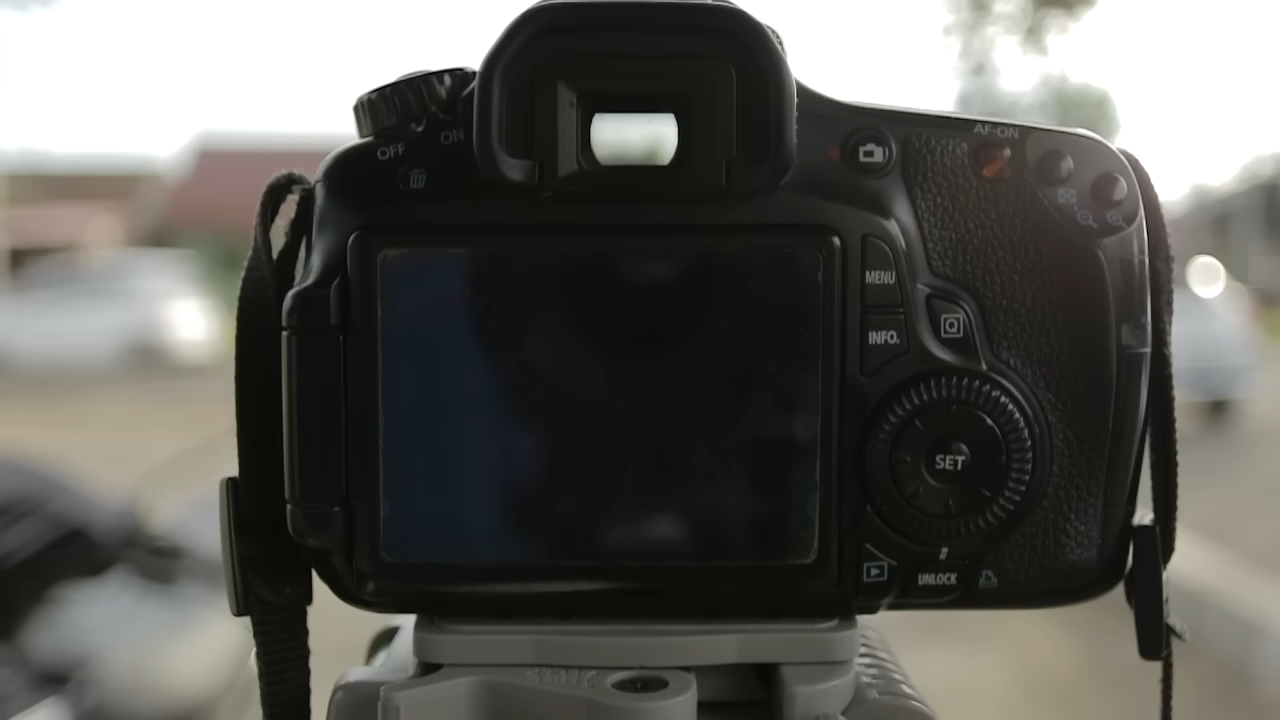 ON
OFF
AF-ON
MENU
INFO.
Q
SET
UNLOCK